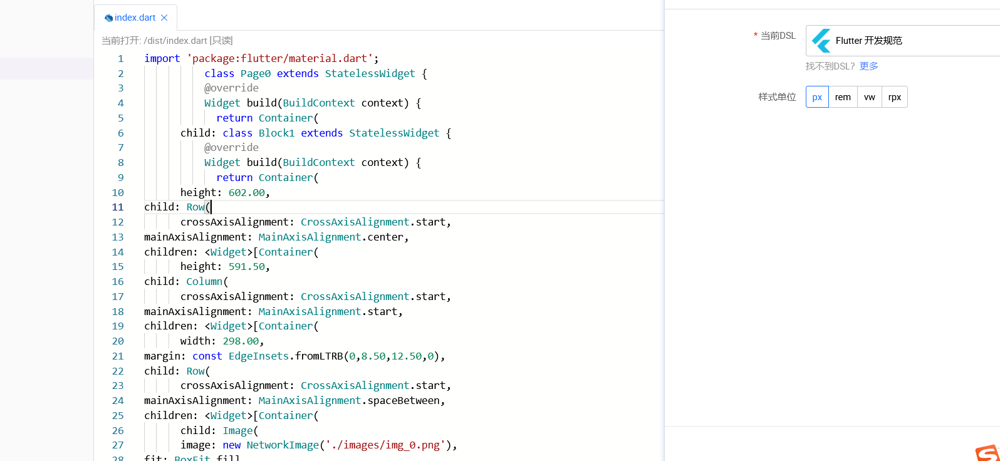 index.dart
当前打开: /dist/index.dart [只读]
1 import 'package:flutter/material.dart';
2 class Page0 extends StatelessWidget {
3 @override
4 Widget build(BuildContext context) {
5 return Container(
6 child: class Block1 extends StatelessWidget {
7 @override
8 Widget build(BuildContext context) {
9 return Container(
10 height: 602.00,
11 child: Row(
12 crossAxisAlignment: CrossAxisAlignment.start,
13 mainAxisAlignment: MainAxisAlignment.center,
14 children: <Widget>[Container(
15 height: 591.50,
16 child: Column(
17 crossAxisAlignment: CrossAxisAlignment.start,
18 mainAxisAlignment: MainAxisAlignment.start,
19 children: <Widget>[Container(
20 width: 298.00,
21 margin: const EdgeInsets.fromLTRB(0,8.50,12.50,0),
22 child: Row(
23 crossAxisAlignment: CrossAxisAlignment.start,
24 mainAxisAlignment: MainAxisAlignment.spaceBetween,
25 children: <Widget>[Container(
26 child: Image(
27 image: new NetworkImage('./images/img_0.png'),
28 fit: BoxFit.fill
* 当前DSL
Flutter 开发规范
找不到DSL? 更多
样式单位
px rem vw rpx